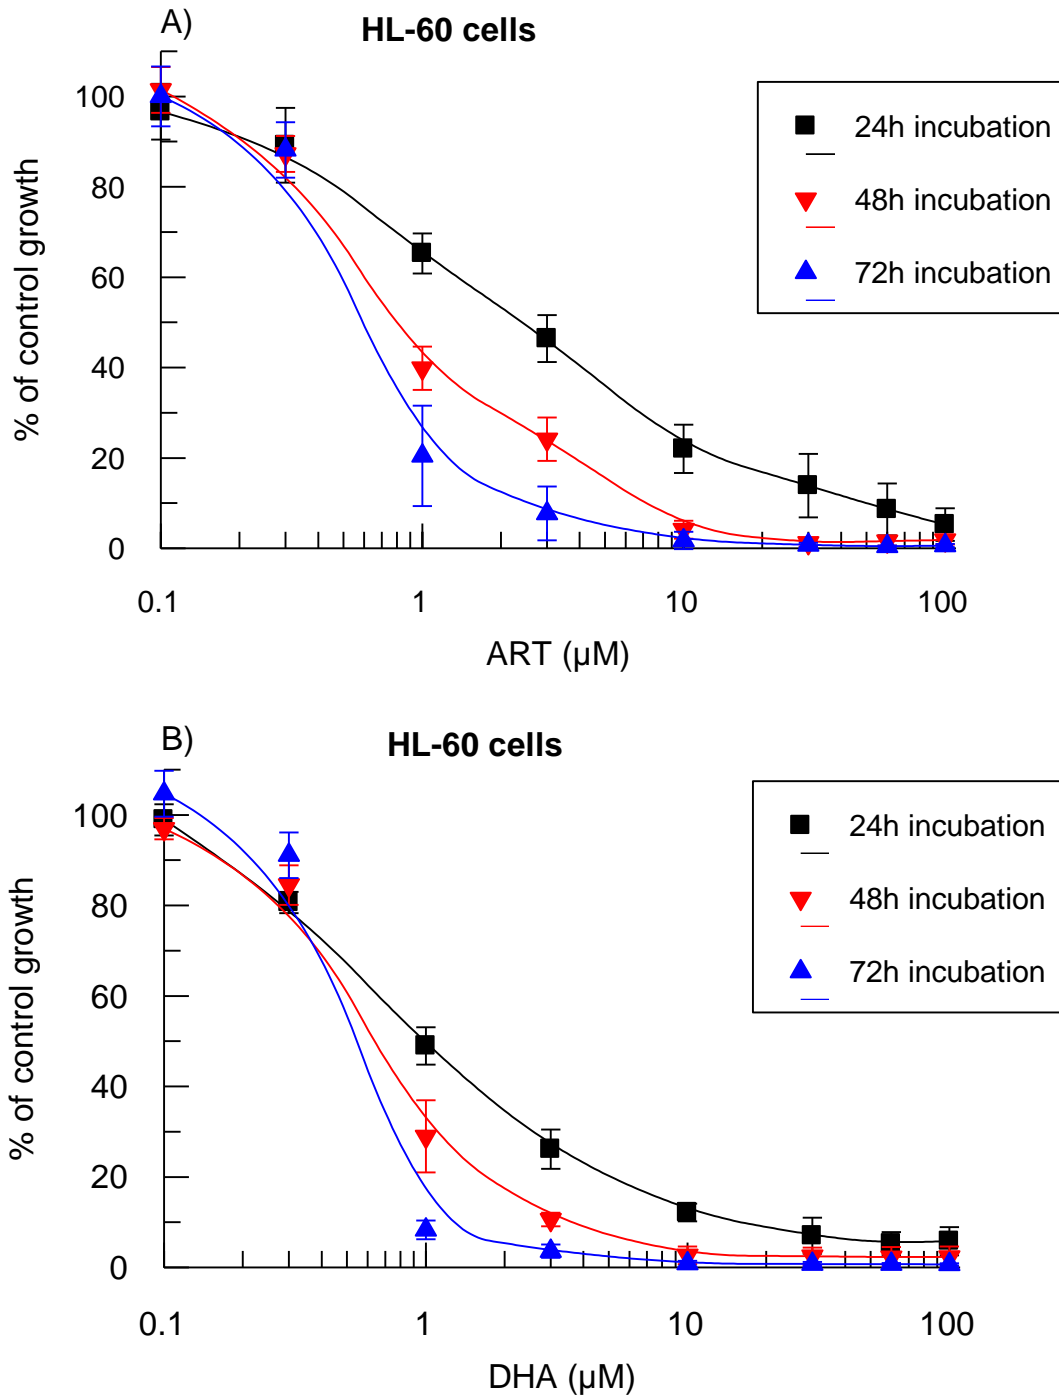 A)
HL-60 cells
100
80
60
40
20
0
% of control growth
24h incubation
48h incubation
72h incubation
0.1 1 10 100
ART (µM)
B)
HL-60 cells
100
80
60
40
20
0
% of control growth
24h incubation
48h incubation
72h incubation
0.1 1 10 100
DHA (µM)